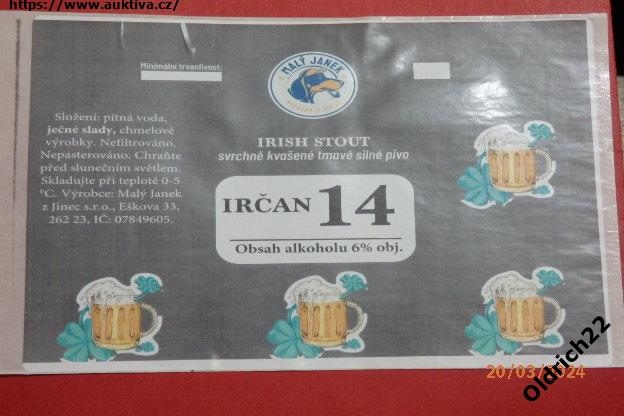 https://www.auktiva.cz/
Minimální trvanlivost:
MALÝ JANEK
IRISH STOUT
svrchně kvašené tmavé silné pivo
Složení: pitná voda,
ječné slady, chmelové
výrobky. Nefiltrováno.
Nepasterováno. Chraňte
před slunečním světlem.
Skladujte při teplotě 0-5
°C. Výrobce: Malý Janek
z Jinec s.r.o., Eškova 33,
262 23, IČ: 07849605.
IRČAN 14
Obsah alkoholu 6% obj.
20/03/2024
Oldrich22